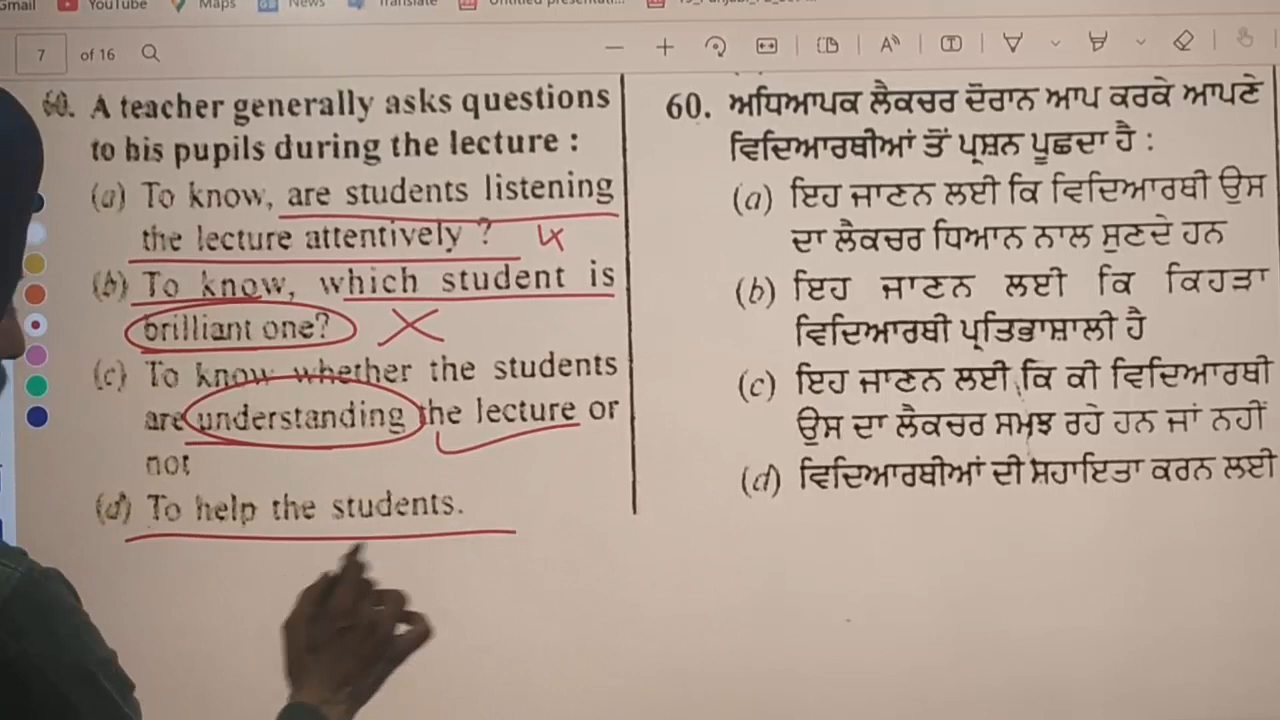 Gmail
YouTube
Maps
News
Translate
Untitled presentati...
7
of 16
60. A teacher generally asks questions
to his pupils during the lecture :
(a) To know, are students listening
the lecture attentively ?
(b) To know, which student is
brilliant one?
(c) To know whether the students
are understanding the lecture or
not
(d) To help the students.
60. ਅਧਿਆਪਕ ਲੈਕਚਰ ਦੌਰਾਨ ਆਪ ਕਰਕੇ ਆਪਣੇ
ਵਿਦਿਆਰਥੀਆਂ ਤੋਂ ਪ੍ਰਸ਼ਨ ਪੂਛਦਾ ਹੈ :
(a) ਇਹ ਜਾਣਨ ਲਈ ਕਿ ਵਿਦਿਆਰਥੀ ਉਸ
ਦਾ ਲੈਕਚਰ ਧਿਆਨ ਨਾਲ ਸੁਣਦੇ ਹਨ
(b) ਇਹ ਜਾਣਨ ਲਈ ਕਿ ਕਿਹੜਾ
ਵਿਦਿਆਰਥੀ ਪ੍ਰਤਿਭਾਸ਼ਾਲੀ ਹੈ
(c) ਇਹ ਜਾਣਨ ਲਈ ਕਿ ਕੀ ਵਿਦਿਆਰਥੀ
ਉਸ ਦਾ ਲੈਕਚਰ ਸਮਝ ਰਹੇ ਹਨ ਜਾਂ ਨਹੀਂ
(d) ਵਿਦਿਆਰਥੀਆਂ ਦੀ ਸਹਾਇਤਾ ਕਰਨ ਲਈ